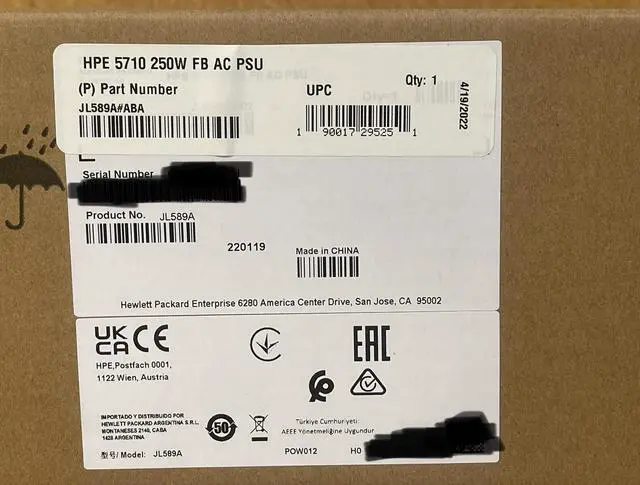 HPE 5710 250W FB AC PSU
(P) Part Number
JL589A#ABA
UPC
Qty: 1
1 90017 29525 1
4/19/2022
Serial Number
Product No. JL589A
220119
Made in CHINA
Hewlett Packard Enterprise 6280 America Center Drive, San Jose, CA 95002
UK
CA CE
HPE,Postfach 0001,
1122 Wien, Austria
EAC
IMPORTADO Y DISTRIBUIDO POR
HEWLETT PACKARD ARGENTINA S.R.L.
MONTANESES 2140, CABA
1428 ARGENTINA
50
Türkiye Cumhuriyeti:
AEEE Yönetmeliğine Uygundur
型号/ Model: JL589A
POW012
H0